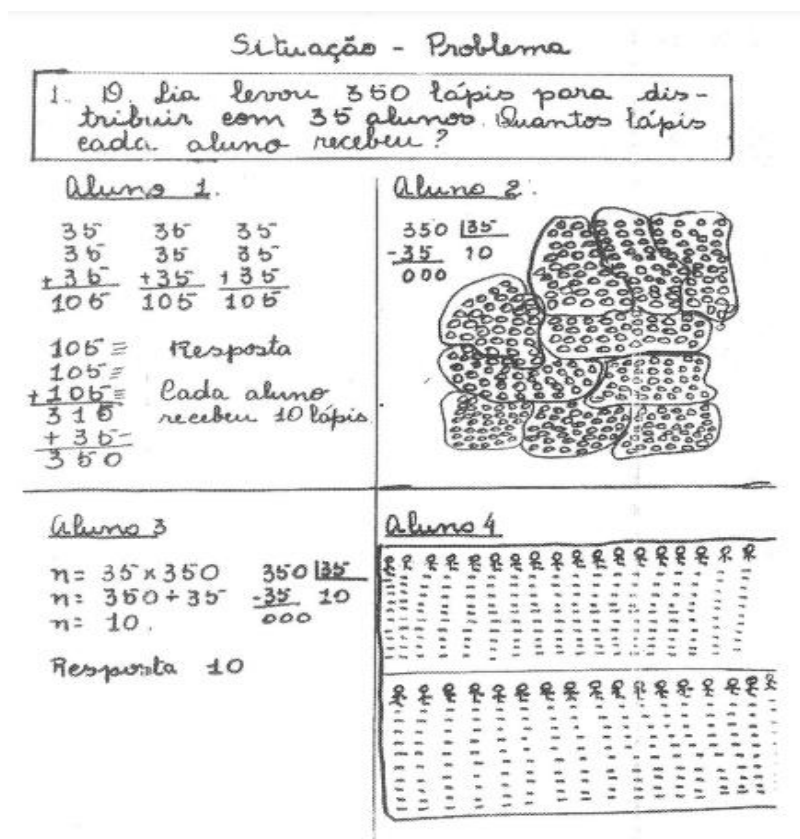 Situação - Problema
1. D. Lia levou 350 lápis para dis-
tribuir com 35 alunos. Quantos lápis
cada aluno recebeu?
Aluno 1.
35 35 35
35 35 35
+35 +35 +35
105 105 105
105 = Resposta
105 =
+105 = Cada aluno
315 recebeu 10 lápis
+ 35 -
350
Aluno 2.
350 |35
-35 10
000
Aluno 3
n = 35 x 350 350 |35
n = 350 ÷ 35 -35 10
n = 10. 000
Resposta 10
Aluno 4